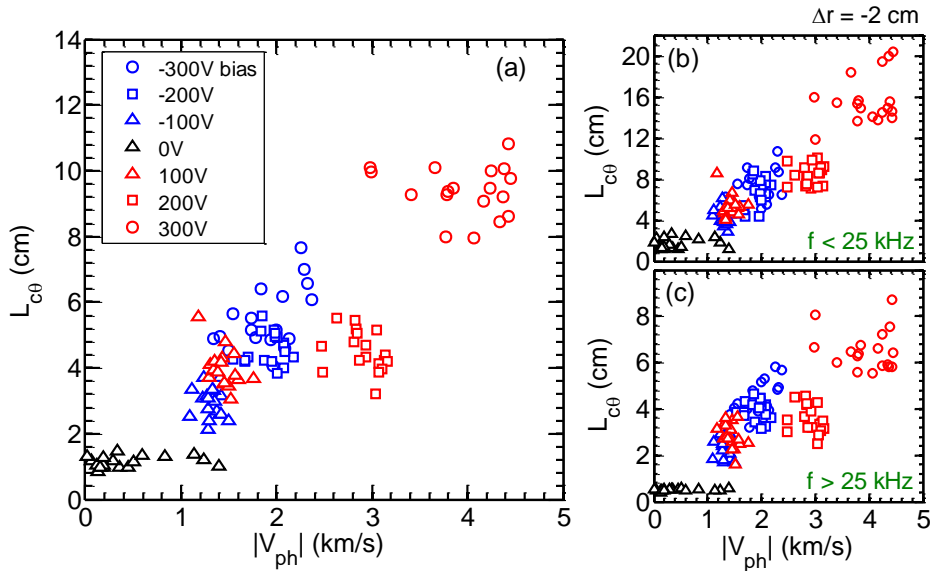 Δr = -2 cm
(a)
14
12
10
8
6
4
2
0
L_cθ (cm)
-300V bias
-200V
-100V
0V
100V
200V
300V
0 1 2 3 4 5
|V_ph| (km/s)
(b)
20
16
12
8
4
0
L_cθ (cm)
f < 25 kHz
(c)
10
8
6
4
2
0
L_cθ (cm)
f > 25 kHz
0 1 2 3 4 5
|V_ph| (km/s)